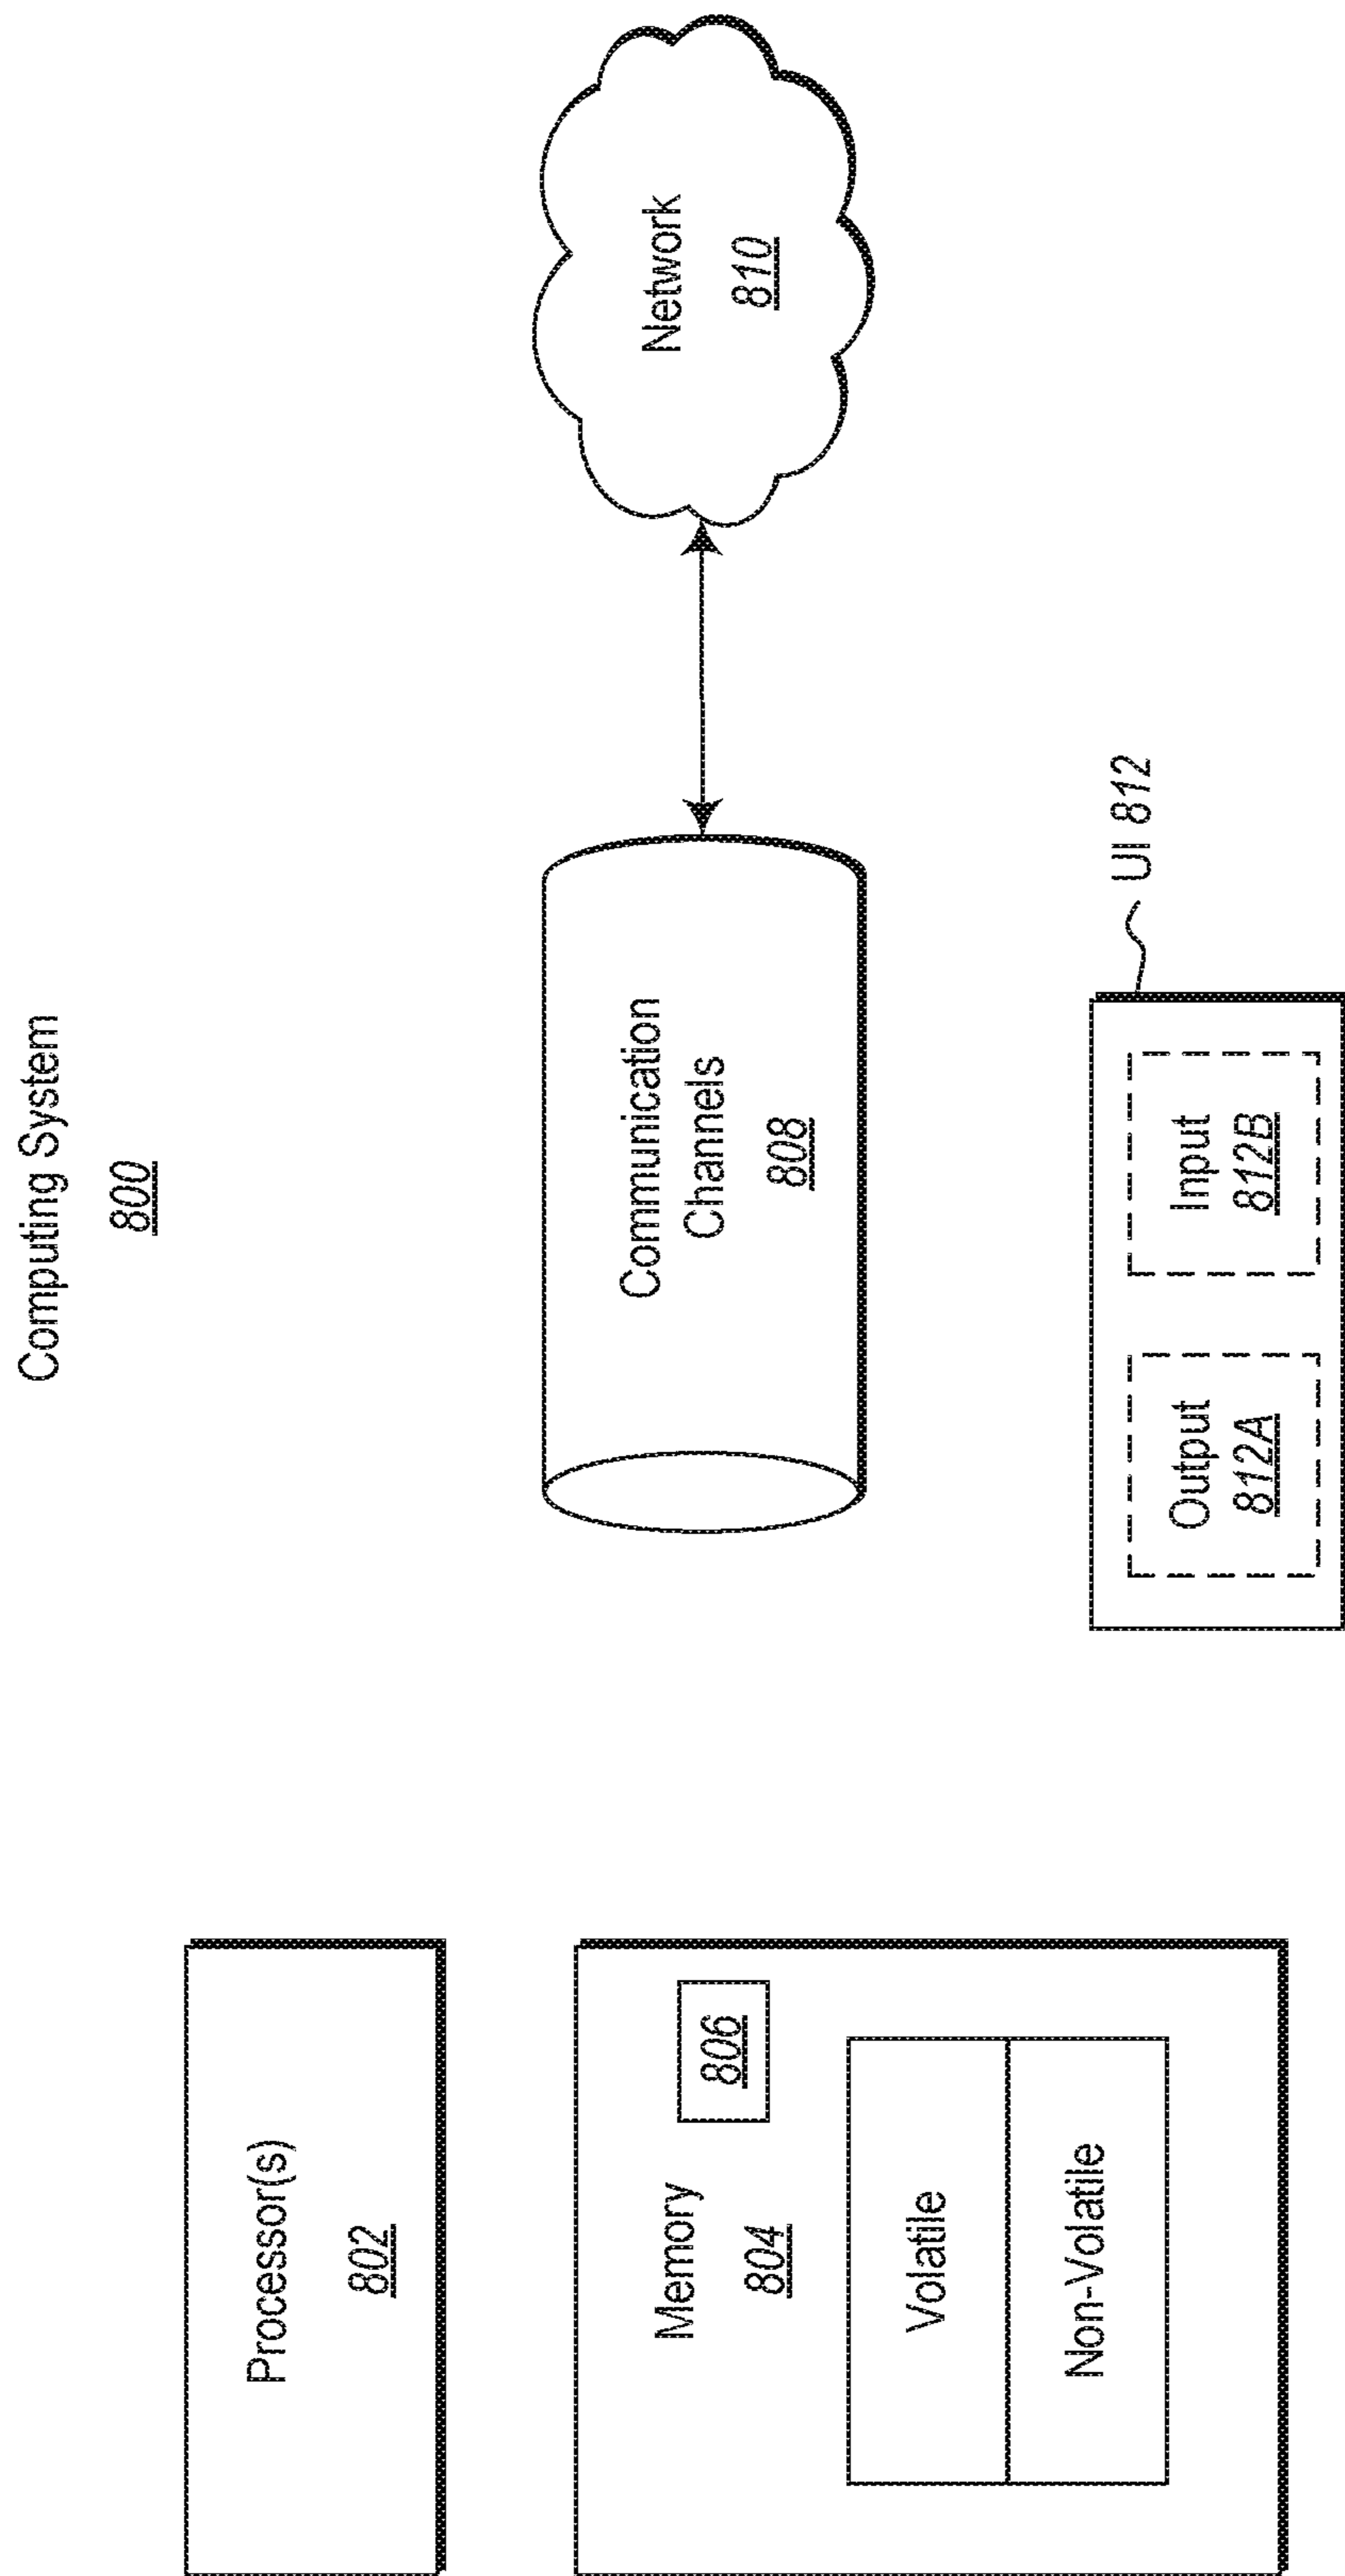 Computing System
800
Processor(s)
802
Memory
804
806
Volatile
Non-Volatile
Communication
Channels
808
Network
810
UI 812
Output
812A
Input
812B